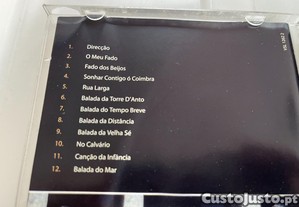 1. Direcção
2. O Meu Fado
3. Fado dos Beijos
4. Sonhar Contigo ó Coimbra
5. Rua Larga
6. Balada da Torre D'Anto
7. Balada do Tempo Breve
8. Balada da Distância
9. Balada da Velha Sé
10. No Calvário
11. Canção da Infância
12. Balada do Mar
CustoJusto.pt